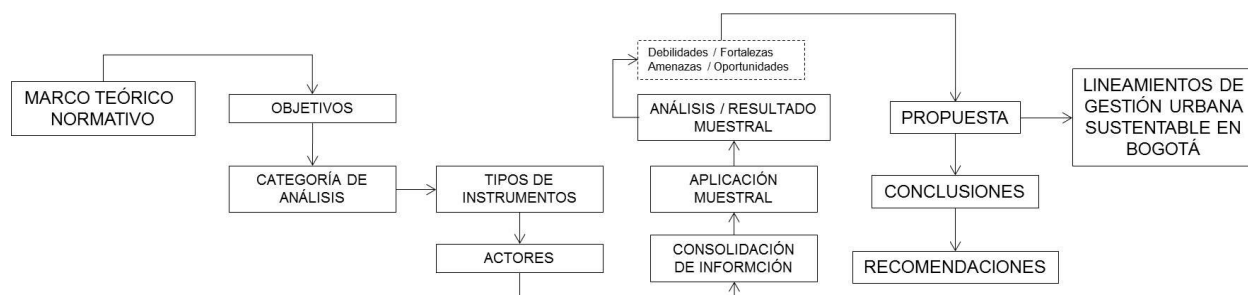 MARCO TEÓRICO
NORMATIVO
OBJETIVOS
CATEGORÍA DE
ANÁLISIS
TIPOS DE
INSTRUMENTOS
ACTORES
CONSOLIDACIÓN
DE INFORMCIÓN
APLICACIÓN
MUESTRAL
ANÁLISIS / RESULTADO
MUESTRAL
Debilidades / Fortalezas
Amenazas / Oportunidades
PROPUESTA
CONCLUSIONES
RECOMENDACIONES
LINEAMIENTOS DE
GESTIÓN URBANA
SUSTENTABLE EN
BOGOTÁ